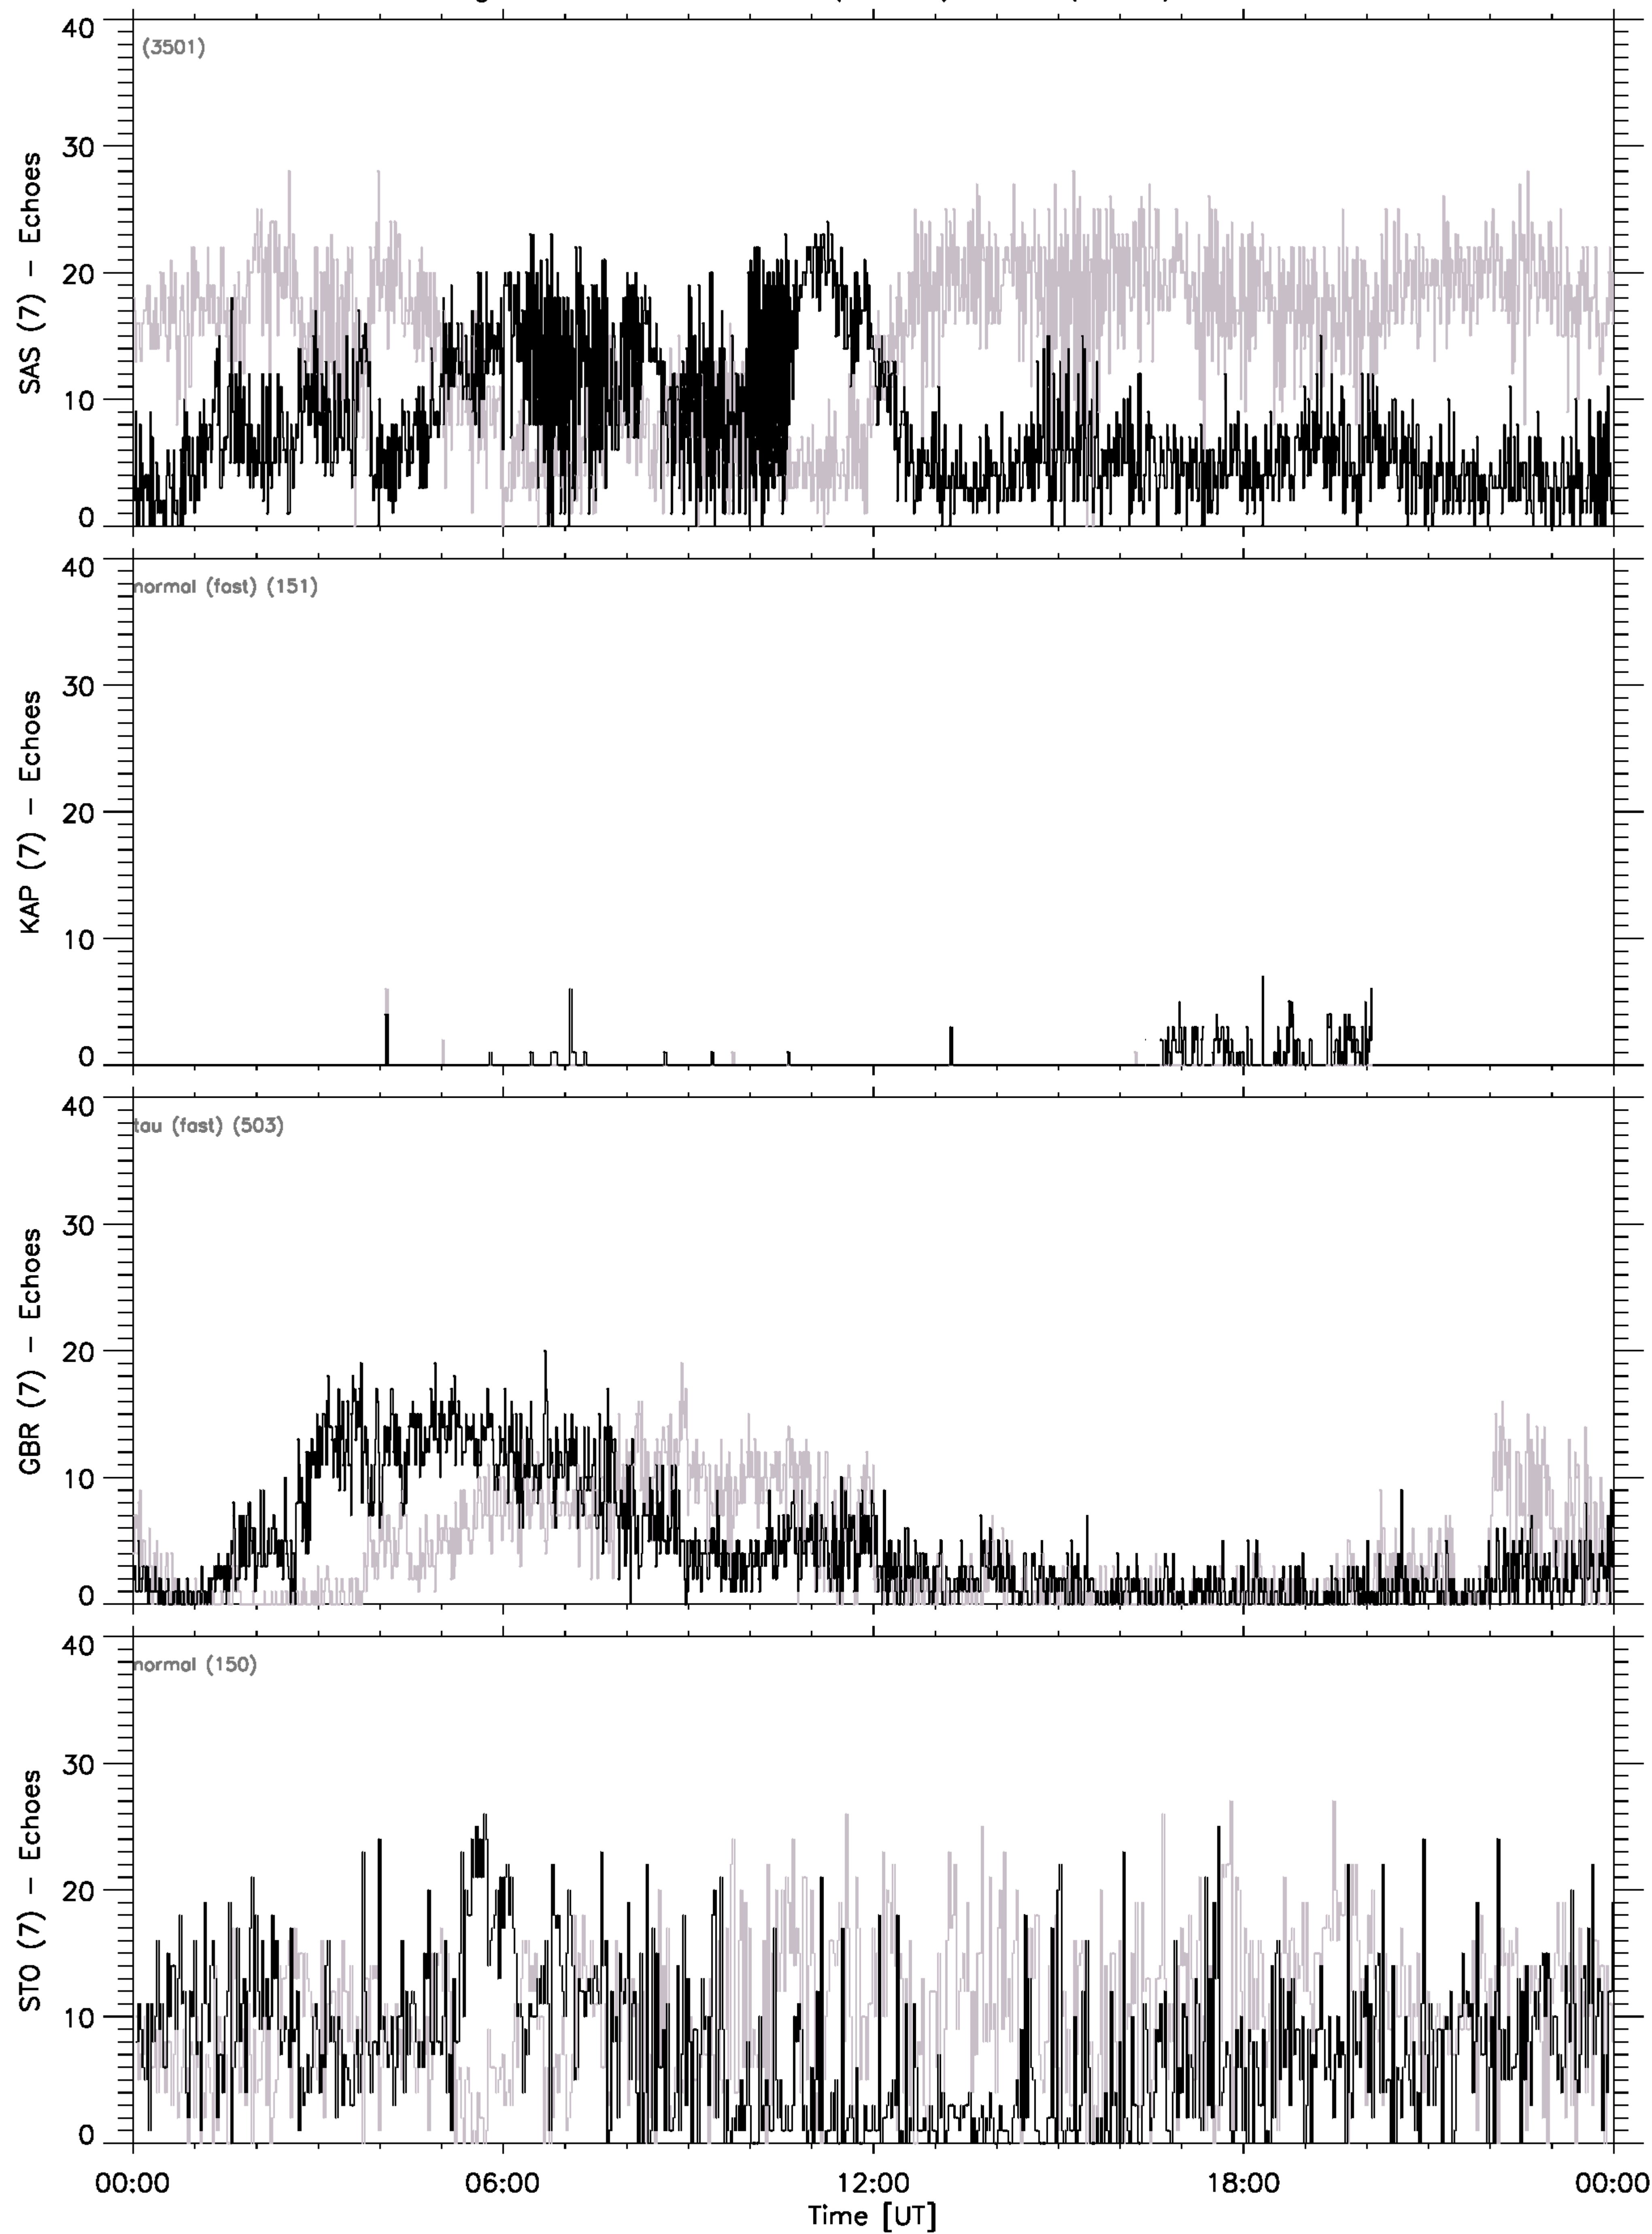 40
(3501)
30
20
10
0
SAS (7) – Echoes
40
normal (fast) (151)
30
20
10
0
KAP (7) – Echoes
40
tau (fast) (503)
30
20
10
0
GBR (7) – Echoes
40
normal (150)
30
20
10
0
STO (7) – Echoes
00:00 06:00 12:00 18:00 00:00
Time [UT]